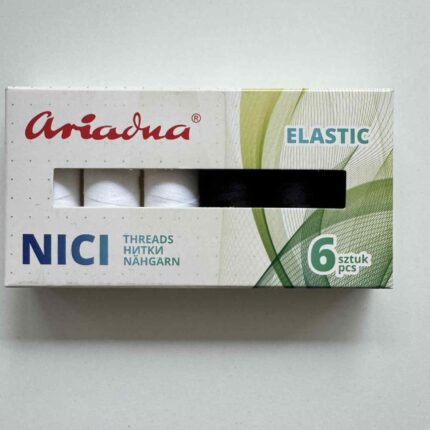 ariadna®
ELASTIC
NICI
THREADS
НИТКИ
NÄHGARN
6 sztuk
pcs